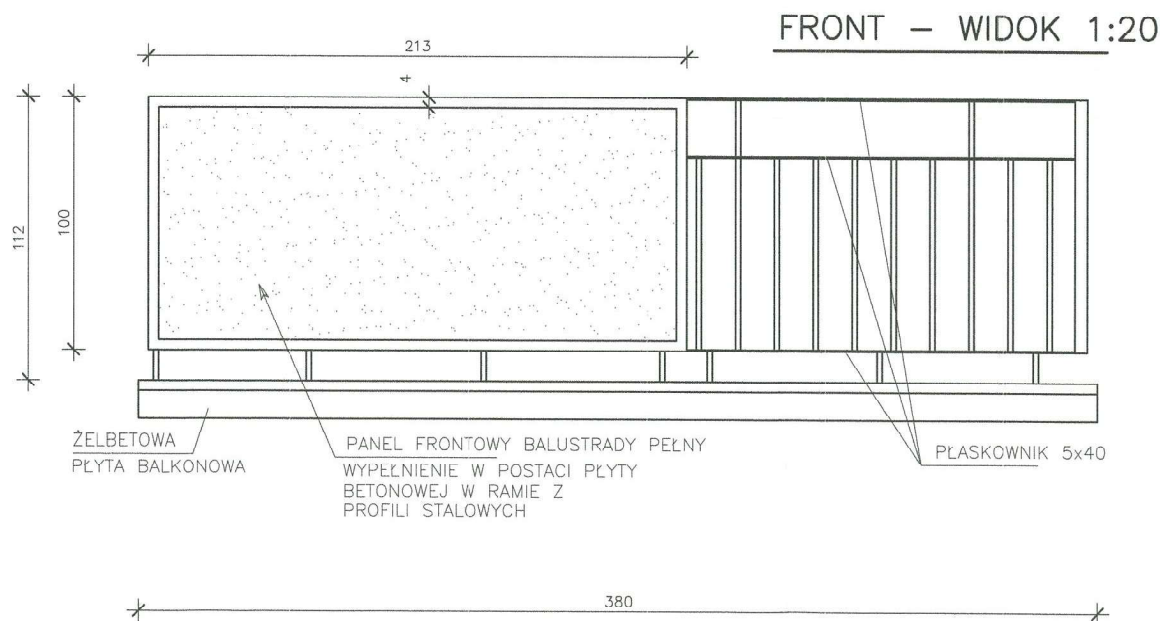 FRONT – WIDOK 1:20
213
4
112
100
ŻELBETOWA
PŁYTA BALKONOWA
PANEL FRONTOWY BALUSTRADY PEŁNY
WYPEŁNIENIE W POSTACI PŁYTY
BETONOWEJ W RAMIE Z
PROFILI STALOWYCH
PŁASKOWNIK 5x40
380